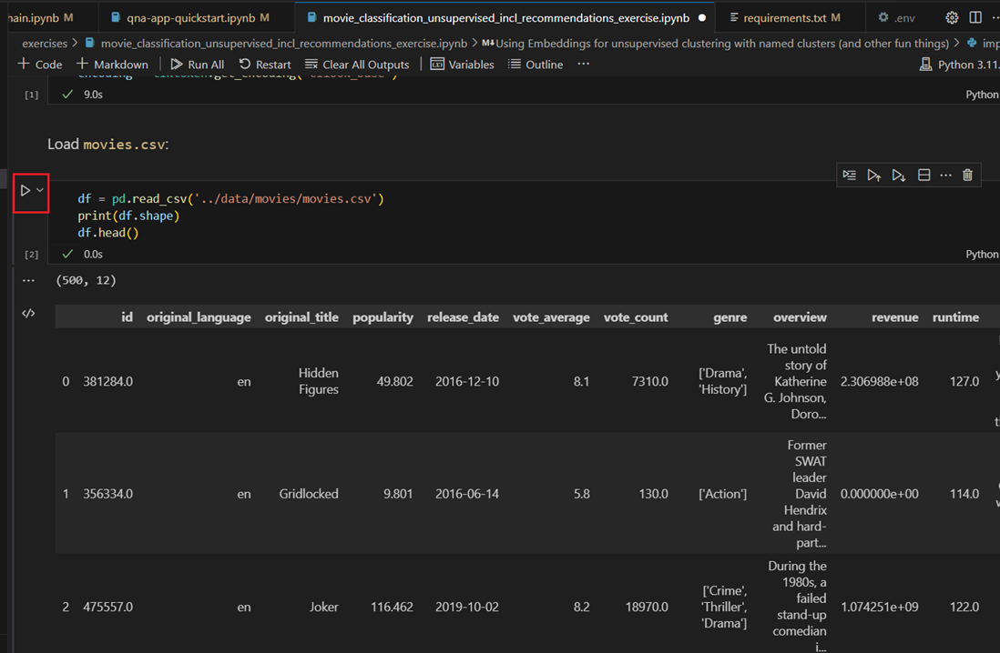 nain.ipynb M qna-app-quickstart.ipynb M movie_classification_unsupervised_incl_recommendations_exercise.ipynb requirements.txt M .env
exercises > movie_classification_unsupervised_incl_recommendations_exercise.ipynb > M↓Using Embeddings for unsupervised clustering with named clusters (and other fun things) > imp
+ Code + Markdown Run All Restart Clear All Outputs Variables Outline ... Python 3.11.
[1] 9.0s Python
Load movies.csv:
df = pd.read_csv('../data/movies/movies.csv')
print(df.shape)
df.head()
[2] 0.0s Python
... (500, 12)
id original_language original_title popularity release_date vote_average vote_count genre overview revenue runtime
0 381284.0 en Hidden Figures 49.802 2016-12-10 8.1 7310.0 ['Drama', 'History'] The untold story of Katherine G. Johnson, Doro... 2.306988e+08 127.0
1 356334.0 en Gridlocked 9.801 2016-06-14 5.8 130.0 ['Action'] Former SWAT leader David Hendrix and hard-part... 0.000000e+00 114.0
2 475557.0 en Joker 116.462 2019-10-02 8.2 18970.0 ['Crime', 'Thriller', 'Drama'] During the 1980s, a failed stand-up comedian i... 1.074251e+09 122.0